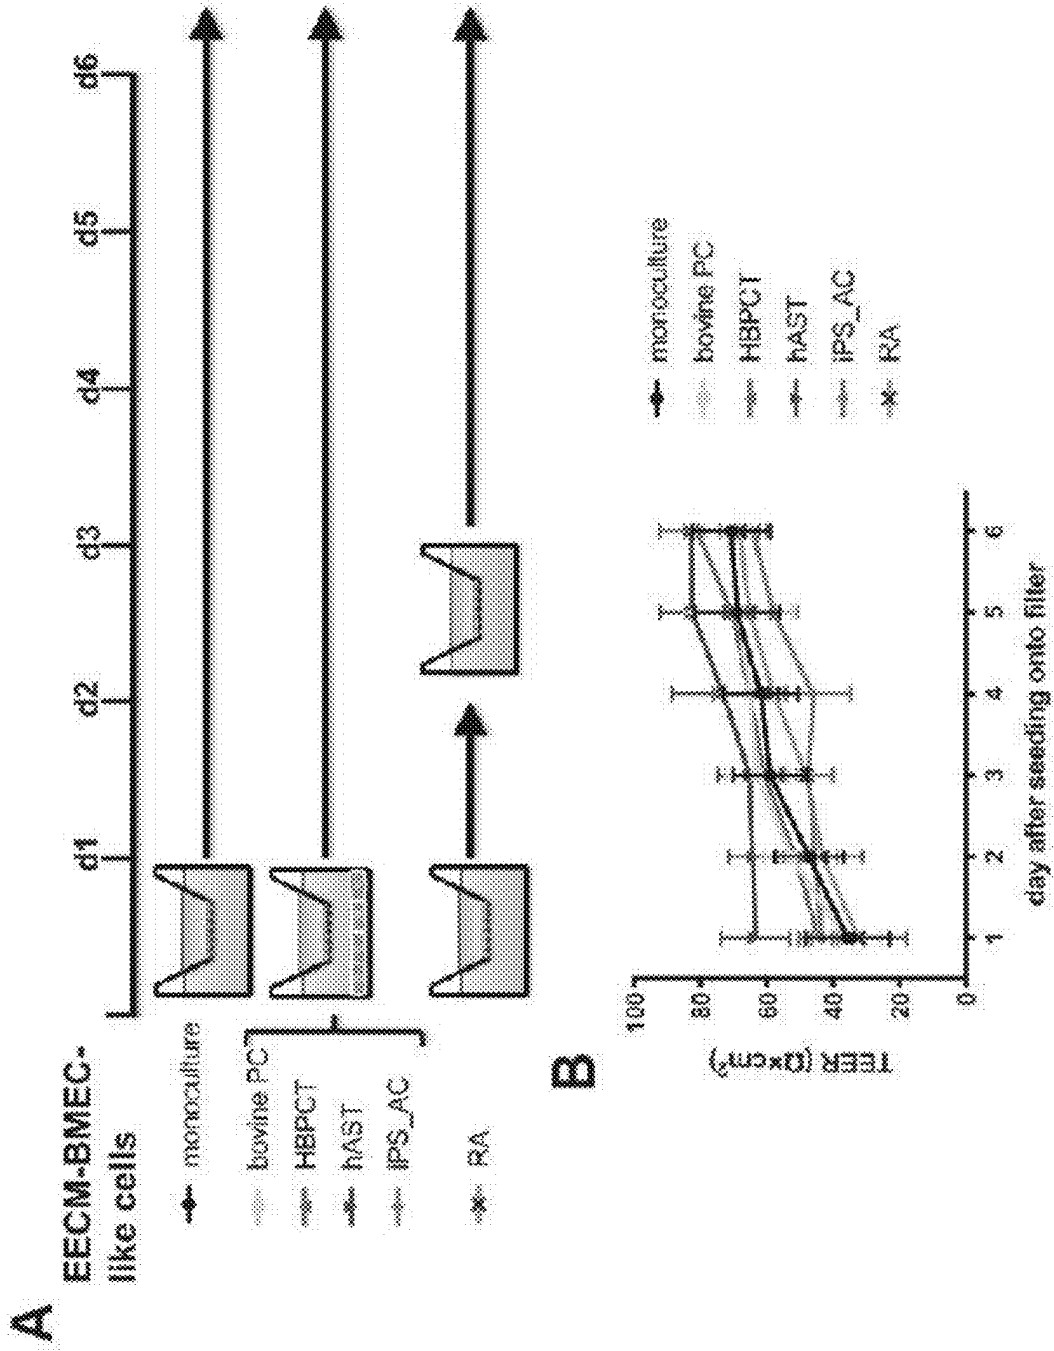 A
EECM-BMEC-
like cells
d1 d2 d3 d4 d5 d6
monoculture
bovine PC
HBPCT
hAST
iPS_AC
RA
B
TEER (Ω×cm²)
100
80
60
40
20
0
1 2 3 4 5 6
day after seeding onto filter
monoculture
bovine PC
HBPCT
hAST
iPS_AC
RA